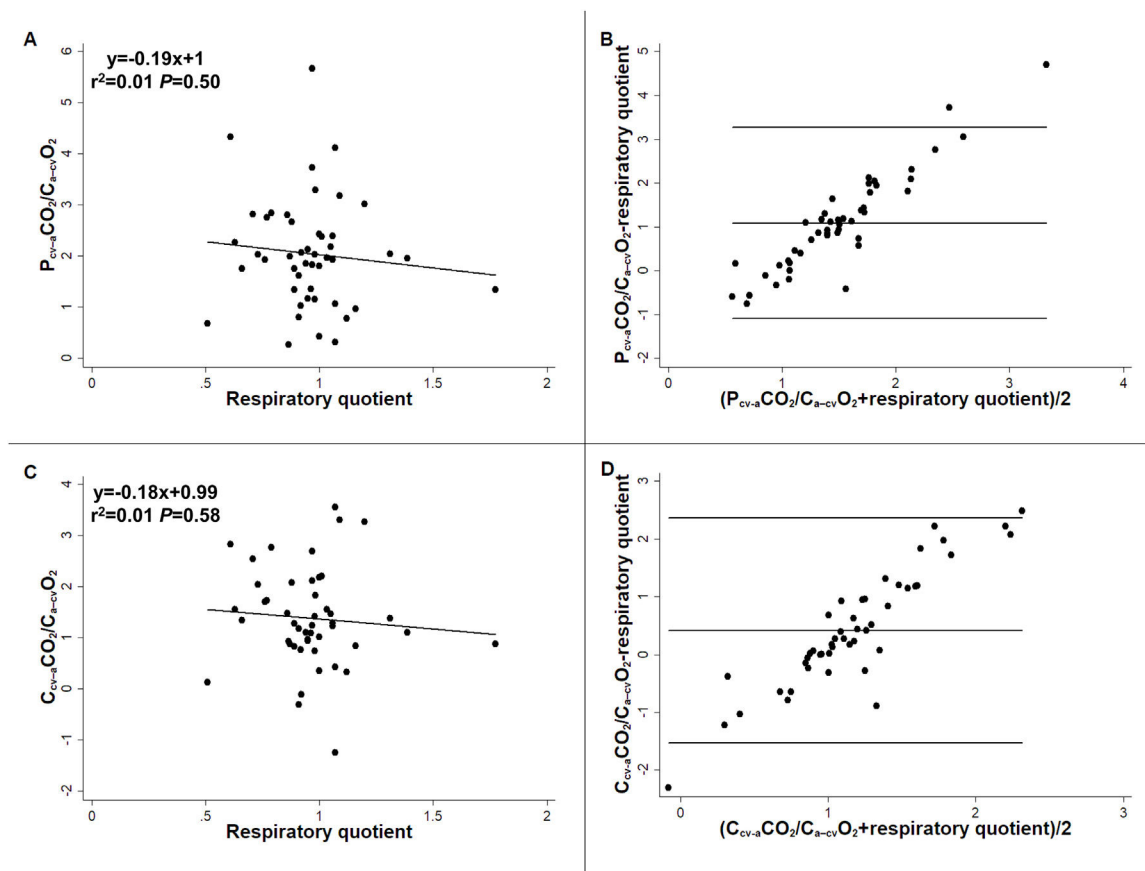 A
y=-0.19x+1
r²=0.01 P=0.50
6
5
4
3
2
1
0
Pcv-aCO₂/Ca–cvO₂
0
.5
1
1.5
2
Respiratory quotient
B
5
4
3
2
1
0
-1
-2
Pcv-aCO₂/Ca–cvO₂-respiratory quotient
0
1
2
3
4
(Pcv-aCO₂/Ca–cvO₂+respiratory quotient)/2
C
y=-0.18x+0.99
r²=0.01 P=0.58
4
3
2
1
0
-1
-2
Ccv–aCO₂/Ca–cvO₂
0
.5
1
1.5
2
Respiratory quotient
D
3
2
1
0
-1
-2
Ccv-aCO₂/Ca–cvO₂-respiratory quotient
0
1
2
3
(Ccv-aCO₂/Ca–cvO₂+respiratory quotient)/2